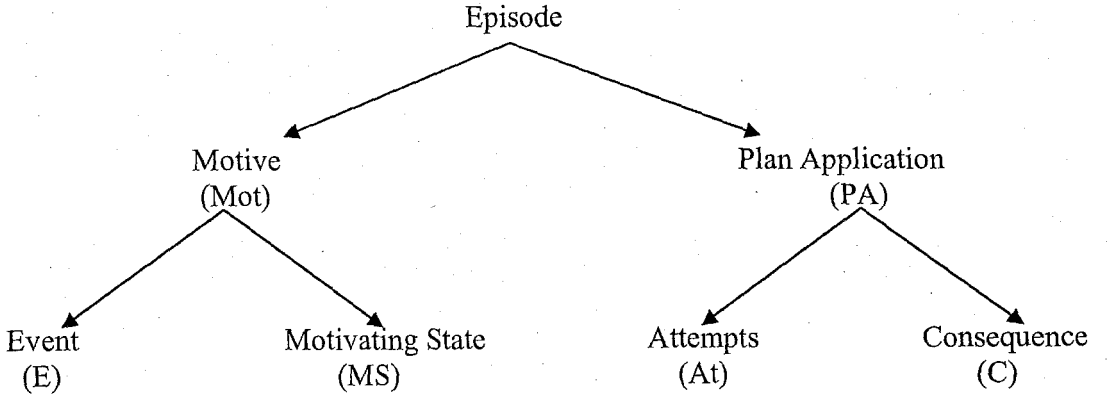 Episode
Motive
(Mot)
Plan Application
(PA)
Event
(E)
Motivating State
(MS)
Attempts
(At)
Consequence
(C)